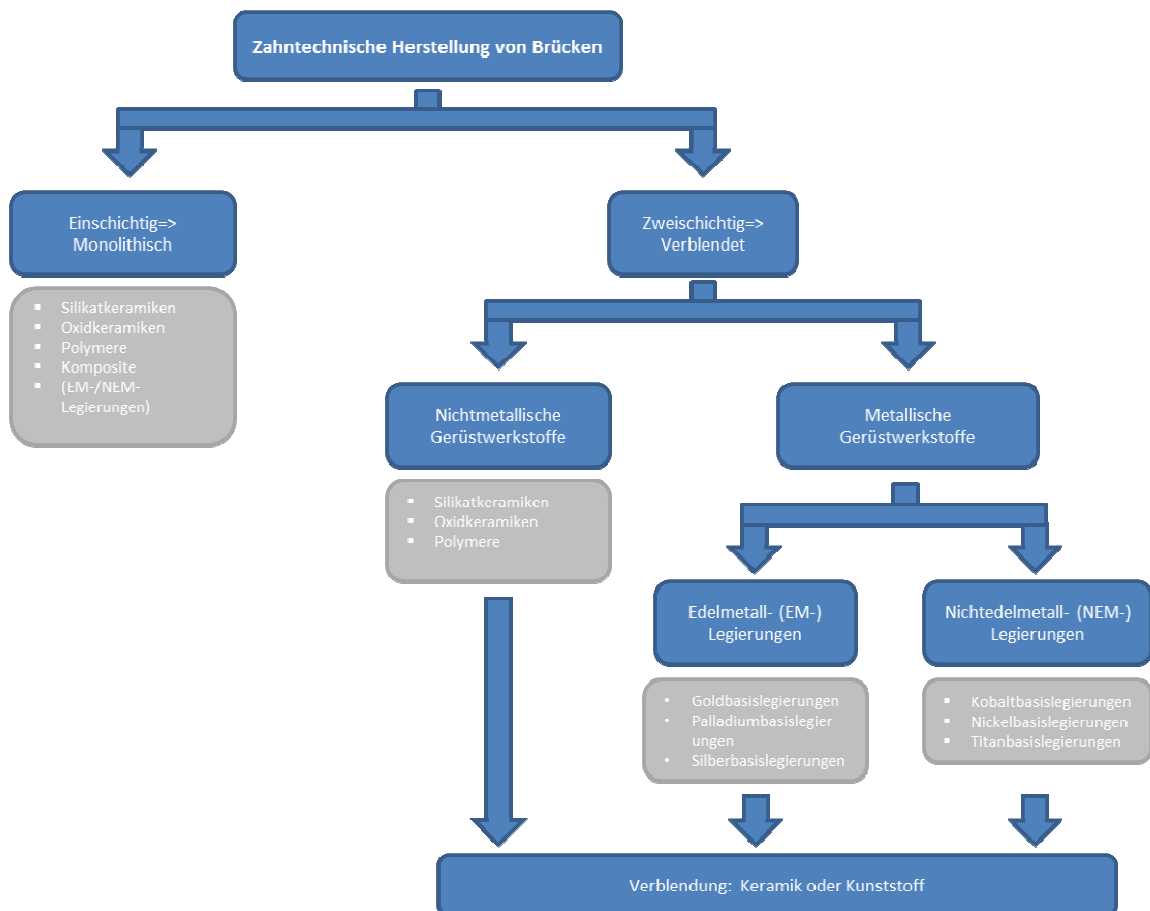 Zahntechnische Herstellung von Brücken
Einschichtig=>
Monolithisch
▪ Silikatkeramiken
▪ Oxidkeramiken
▪ Polymere
▪ Komposite
▪ (EM-/NEM-
Legierungen)
Zweischichtig=>
Verblendet
Nichtmetallische
Gerüstwerkstoffe
▪ Silikatkeramiken
▪ Oxidkeramiken
▪ Polymere
Metallische
Gerüstwerkstoffe
Edelmetall- (EM-)
Legierungen
• Goldbasislegierungen
• Palladiumbasislegier
ungen
• Silberbasislegierungen
Nichtedelmetall- (NEM-)
Legierungen
▪ Kobaltbasislegierungen
▪ Nickelbasislegierungen
▪ Titanbasislegierungen
Verblendung: Keramik oder Kunststoff